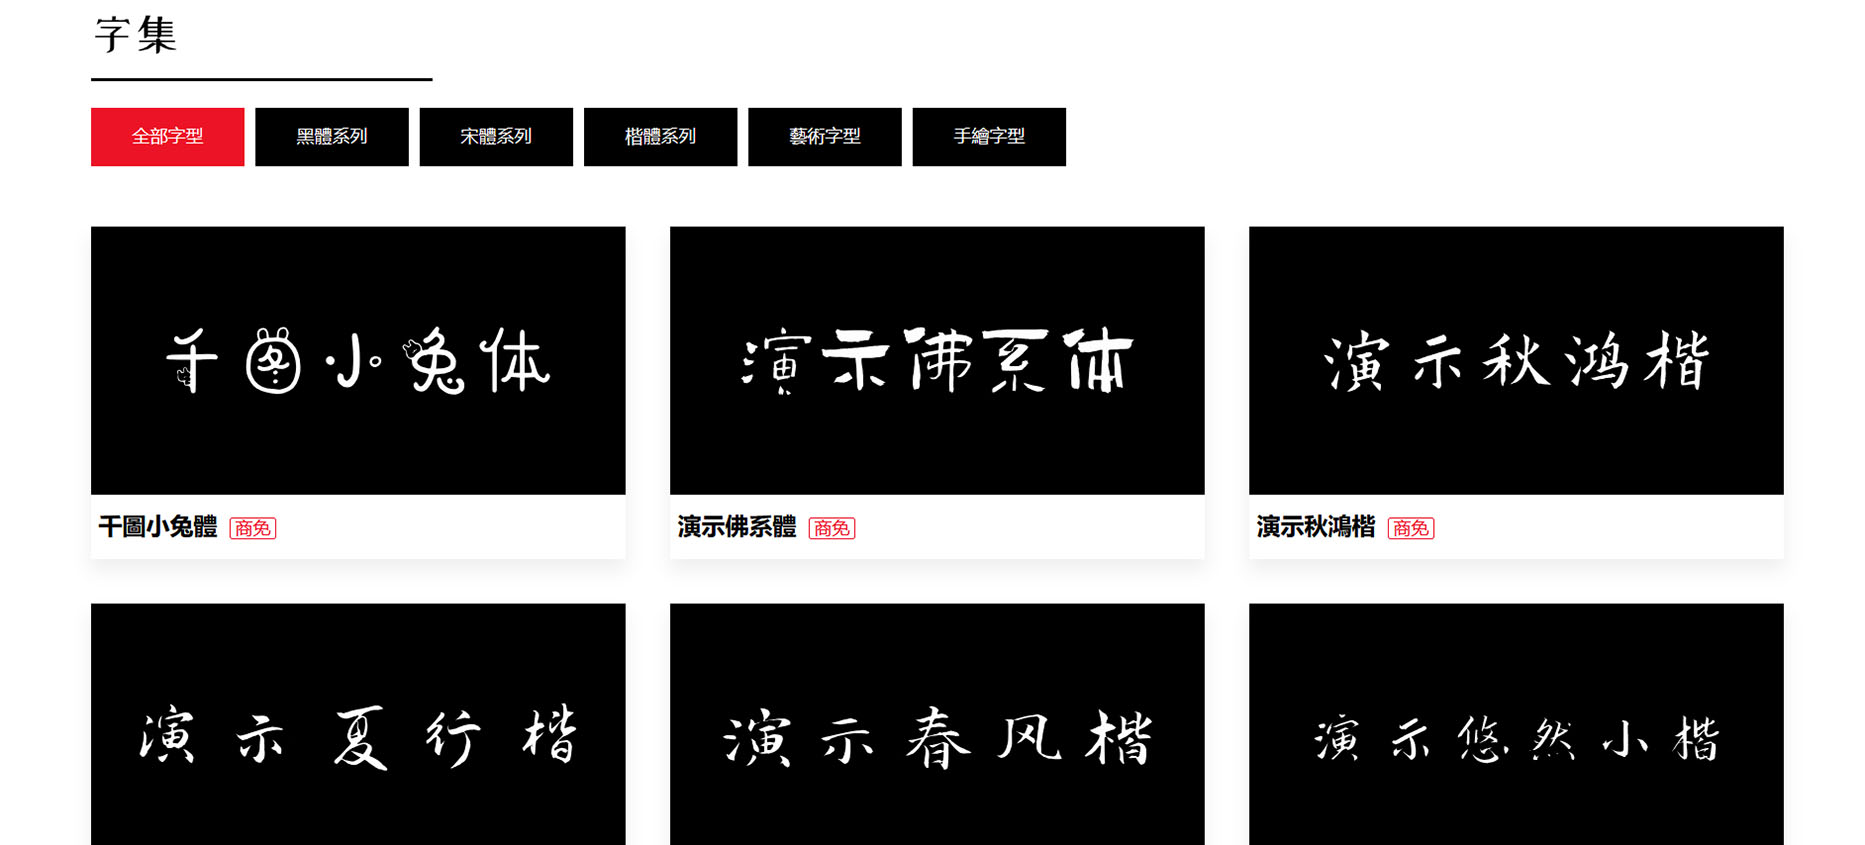 字集
全部字型 黑體系列 宋體系列 楷體系列 藝術字型 手繪字型
千图小兔体 演示佛系体 演示秋鸿楷
千圖小兔體 商免 演示佛系體 商免 演示秋鴻楷 商免
演示夏行楷 演示春风楷 演示悠然小楷